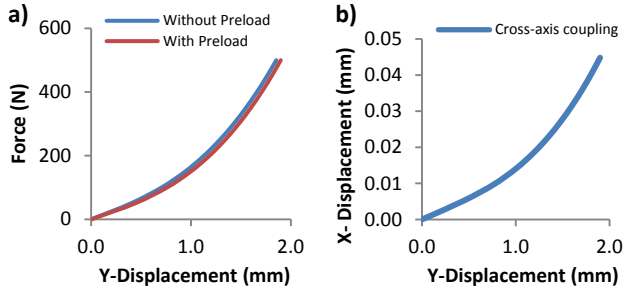 a)
Without Preload
With Preload
600
400
200
0
0.0 1.0 2.0
Force (N)
Y-Displacement (mm)
b)
Cross-axis coupling
0.05
0.04
0.03
0.02
0.01
0.00
0.0 1.0 2.0
X- Displacement (mm)
Y-Displacement (mm)